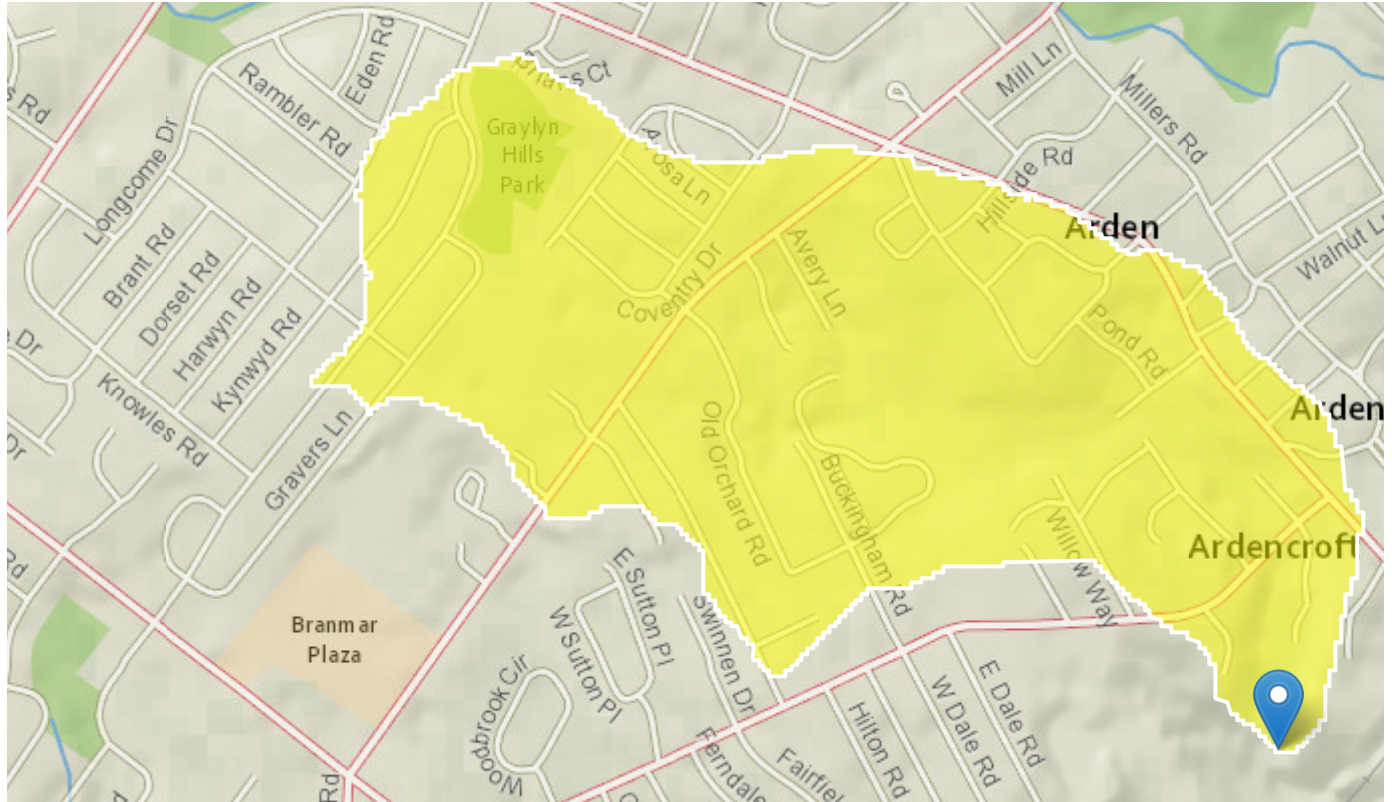 s Rd
Rambler Rd
Eden Rd
Longcome Dr
Brant Rd
Dorset Rd
Harwyn Rd
Kynwyd Rd
Knowles Rd
Gravers Ln
Dr
Dr
Rd
Graylyn
Hills
Park
Ct
Coventry Dr
Avery Ln
Mill Ln
Millers Rd
Hillside Rd
Arden
Walnut L
Pond Rd
Arden
Old Orchard Rd
Buckingham Rd
Willow Way
Ardencroft
Branmar
Plaza
E Sutton Pl
W Sutton Pl
Swinnen Dr
Woodbrook Cir
Ferndale
Fairfiel
Hilton Rd
W Dale Rd
E Dale Rd
Rd
d